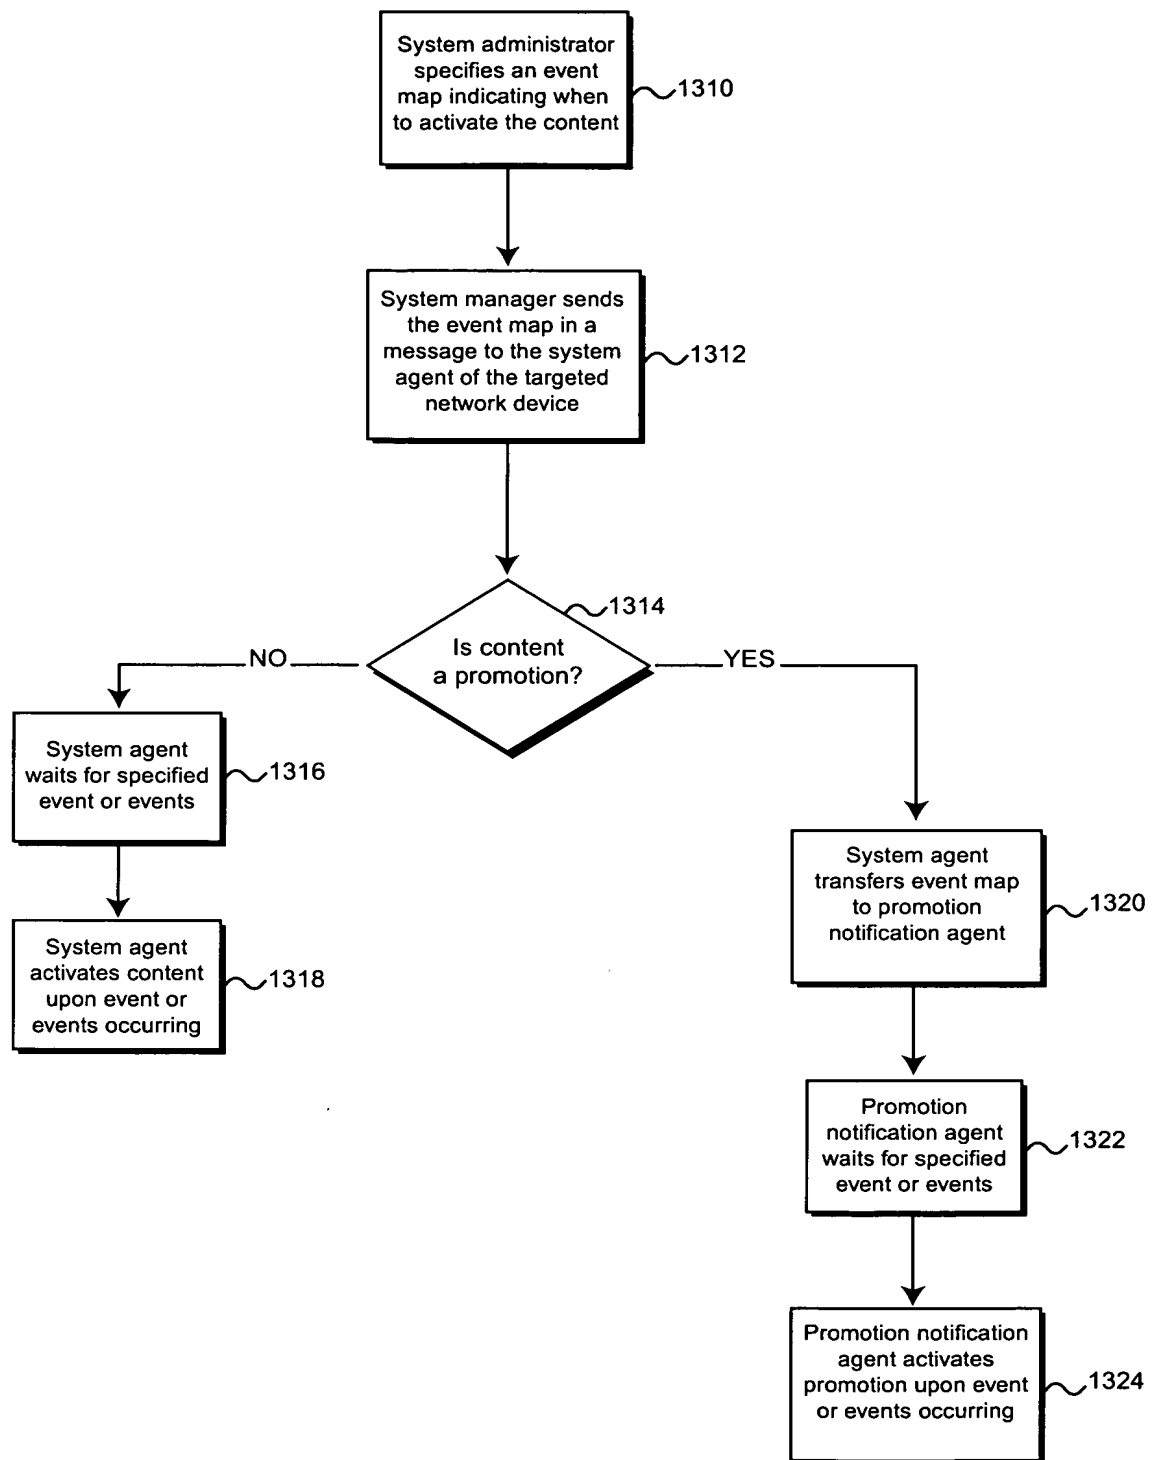 System administrator
specifies an event
map indicating when
to activate the content
1310
System manager sends
the event map in a
message to the system
agent of the targeted
network device
1312
1314
Is content
a promotion?
NO
YES
System agent
waits for specified
event or events
1316
System agent
activates content
upon event or
events occurring
1318
System agent
transfers event map
to promotion
notification agent
1320
Promotion
notification agent
waits for specified
event or events
1322
Promotion notification
agent activates
promotion upon event
or events occurring
1324